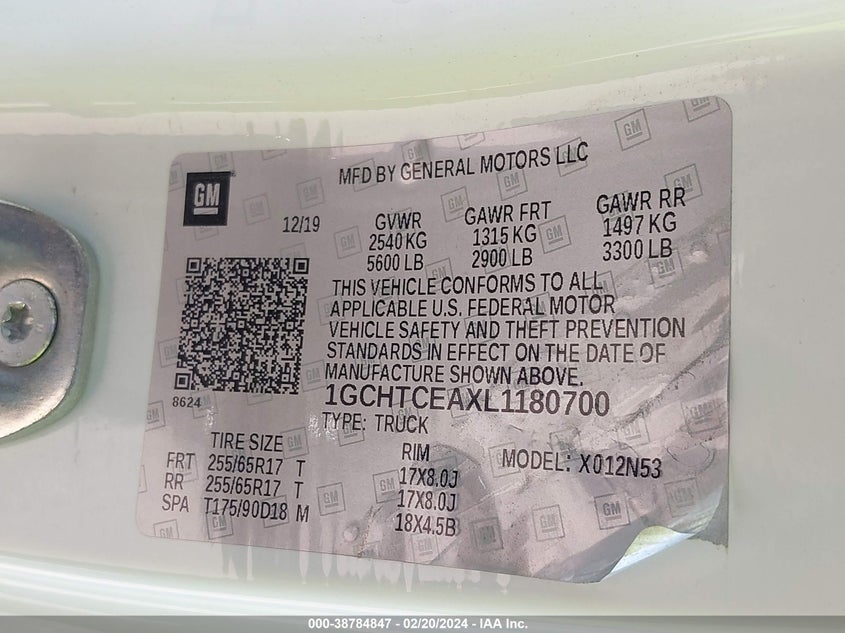 MFD BY GENERAL MOTORS LLC
GM
12/19
GVWR GAWR FRT GAWR RR
2540 KG 1315 KG 1497 KG
5600 LB 2900 LB 3300 LB
THIS VEHICLE CONFORMS TO ALL
APPLICABLE U.S. FEDERAL MOTOR
VEHICLE SAFETY AND THEFT PREVENTION
STANDARDS IN EFFECT ON THE DATE OF
MANUFACTURE SHOWN ABOVE.
8624
1GCHTCEAXL1180700
TYPE: TRUCK
TIRE SIZE RIM MODEL: X012N53
FRT 255/65R17 T 17X8.0J
RR 255/65R17 T 17X8.0J
SPA T175/90D18 M 18X4.5B
000-38784847 - 02/20/2024 - IAA Inc.